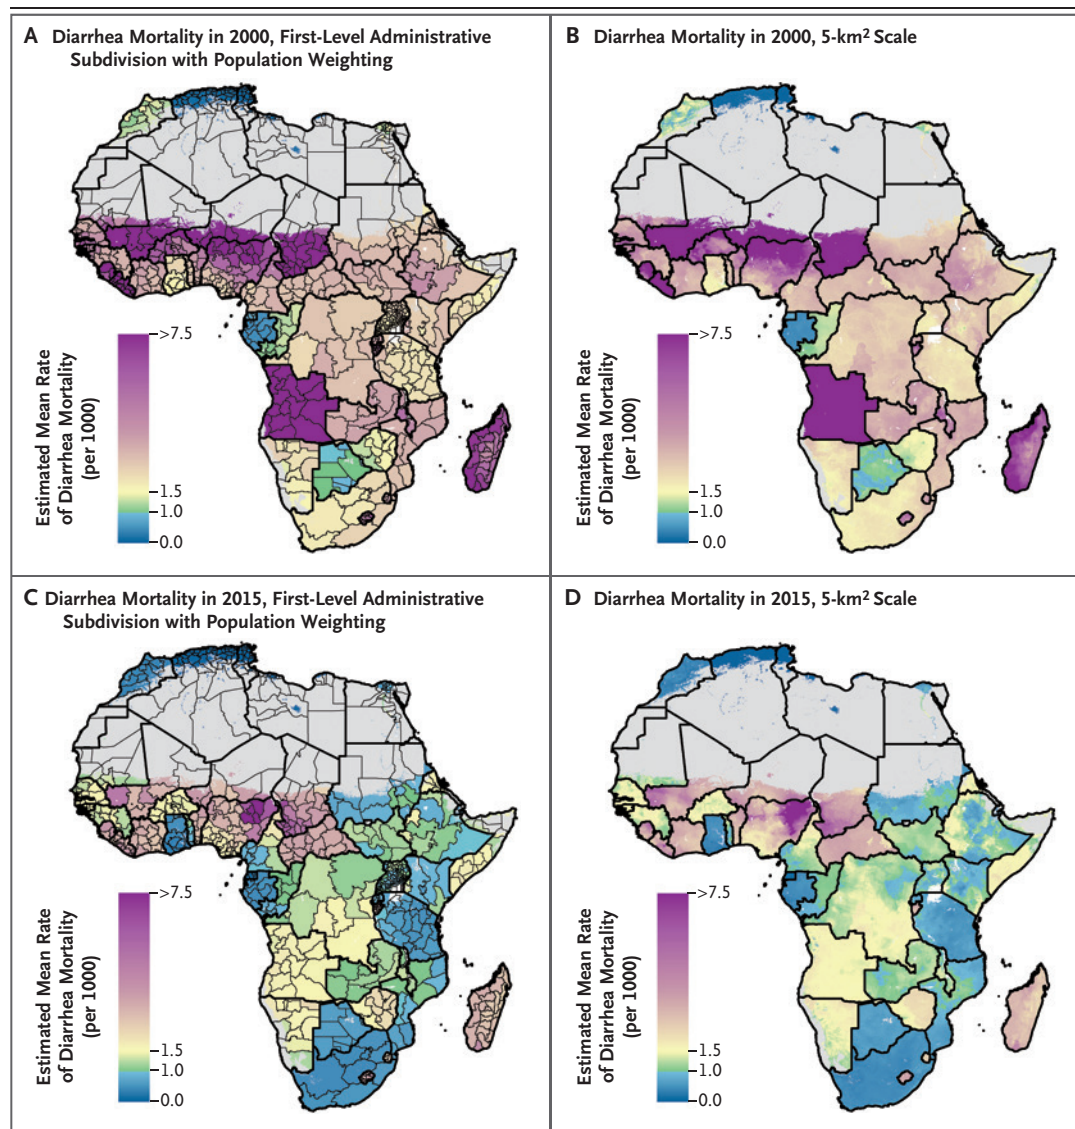 A Diarrhea Mortality in 2000, First-Level Administrative
Subdivision with Population Weighting
>7.5
1.5
1.0
0.0
Estimated Mean Rate
of Diarrhea Mortality
(per 1000)
B Diarrhea Mortality in 2000, 5-km² Scale
>7.5
1.5
1.0
0.0
Estimated Mean Rate
of Diarrhea Mortality
(per 1000)
C Diarrhea Mortality in 2015, First-Level Administrative
Subdivision with Population Weighting
>7.5
1.5
1.0
0.0
Estimated Mean Rate
of Diarrhea Mortality
(per 1000)
D Diarrhea Mortality in 2015, 5-km² Scale
>7.5
1.5
1.0
0.0
Estimated Mean Rate
of Diarrhea Mortality
(per 1000)